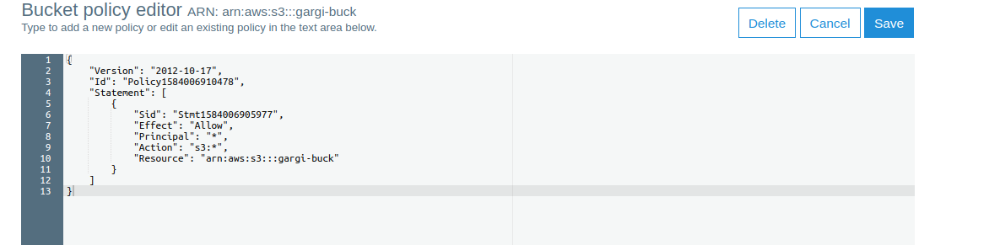 Bucket policy editor ARN: arn:aws:s3:::gargi-buck
Type to add a new policy or edit an existing policy in the text area below.
Delete Cancel Save
1 {
2 "Version": "2012-10-17",
3 "Id": "Policy1584006910478",
4 "Statement": [
5 {
6 "Sid": "Stmt1584006905977",
7 "Effect": "Allow",
8 "Principal": "*",
9 "Action": "s3:*",
10 "Resource": "arn:aws:s3:::gargi-buck"
11 }
12 ]
13 }